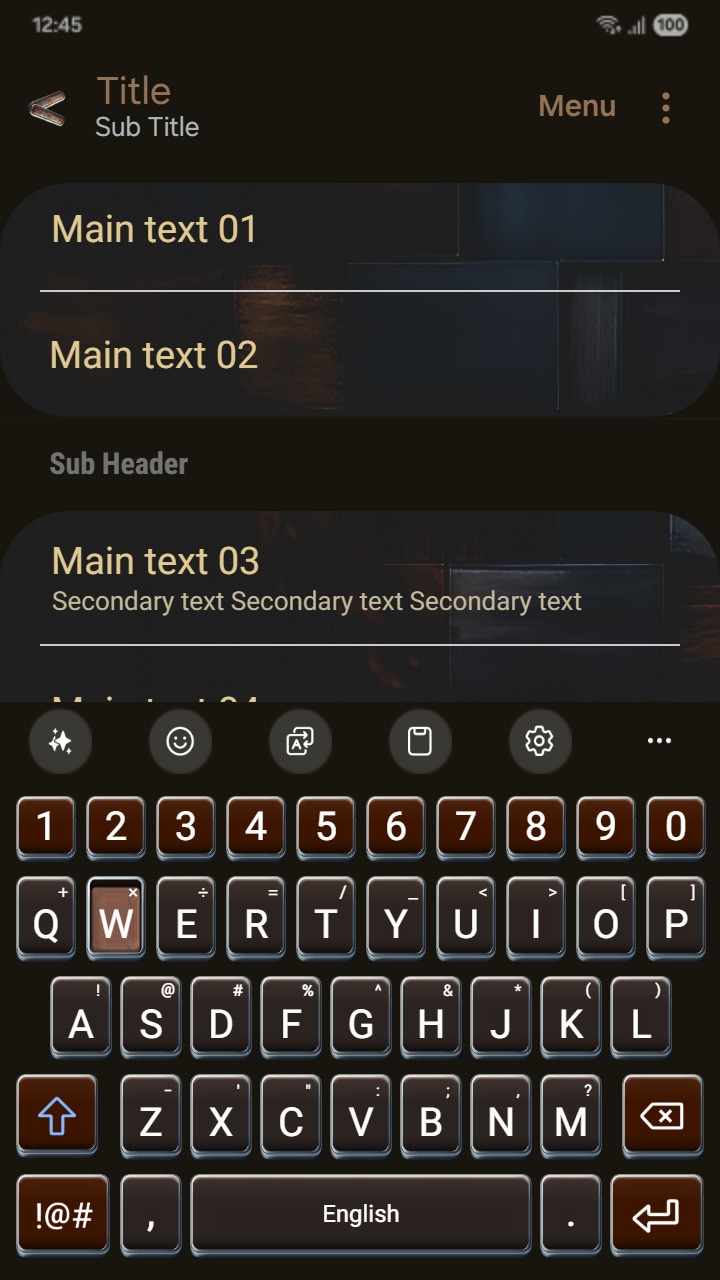 12:45
100
Title
Sub Title
Menu
Main text 01
Main text 02
Sub Header
Main text 03
Secondary text Secondary text Secondary text
1 2 3 4 5 6 7 8 9 0
+ × ÷ = / _ < > [ ]
Q W E R T Y U I O P
! @ # % ^ & * ( )
A S D F G H J K L
- ' " : ; , ?
Z X C V B N M
!@# , English .